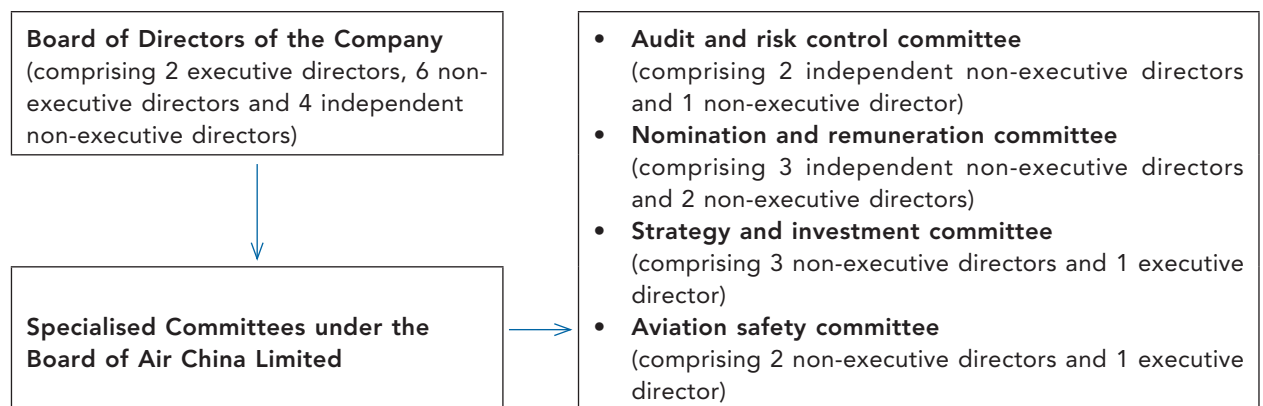 Board of Directors of the Company
(comprising 2 executive directors, 6 non-
executive directors and 4 independent
non-executive directors)
Specialised Committees under the
Board of Air China Limited
• Audit and risk control committee
(comprising 2 independent non-executive directors
and 1 non-executive director)
• Nomination and remuneration committee
(comprising 3 independent non-executive directors
and 2 non-executive directors)
• Strategy and investment committee
(comprising 3 non-executive directors and 1 executive
director)
• Aviation safety committee
(comprising 2 non-executive directors and 1 executive
director)